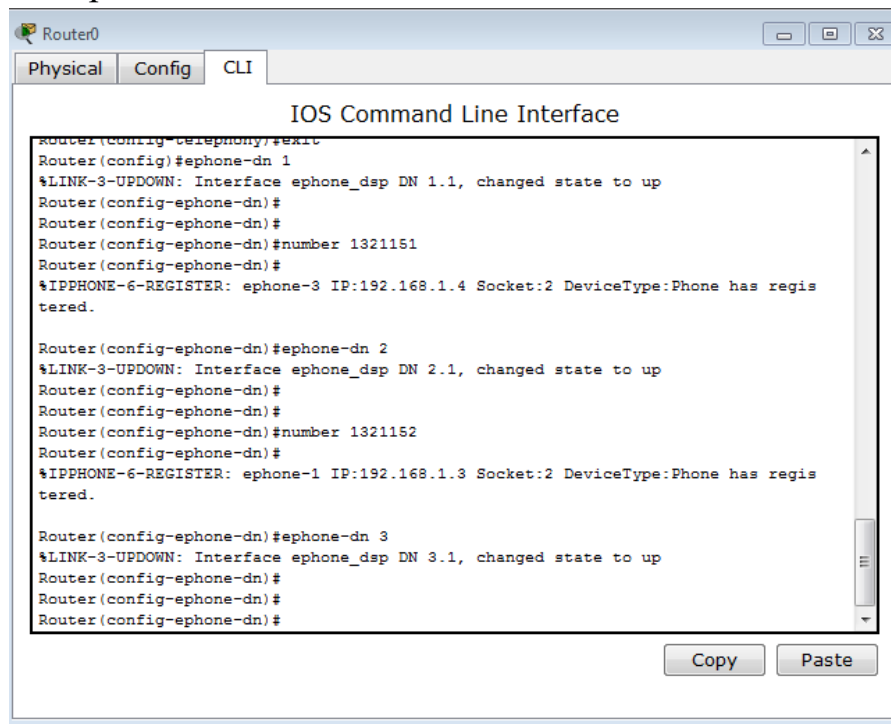 Router0
Physical Config CLI
IOS Command Line Interface
Router(config-telephony)#exit
Router(config)#ephone-dn 1
%LINK-3-UPDOWN: Interface ephone_dsp DN 1.1, changed state to up
Router(config-ephone-dn)#
Router(config-ephone-dn)#
Router(config-ephone-dn)#number 1321151
Router(config-ephone-dn)#
%IPPHONE-6-REGISTER: ephone-3 IP:192.168.1.4 Socket:2 DeviceType:Phone has regis
tered.
Router(config-ephone-dn)#ephone-dn 2
%LINK-3-UPDOWN: Interface ephone_dsp DN 2.1, changed state to up
Router(config-ephone-dn)#
Router(config-ephone-dn)#
Router(config-ephone-dn)#number 1321152
Router(config-ephone-dn)#
%IPPHONE-6-REGISTER: ephone-1 IP:192.168.1.3 Socket:2 DeviceType:Phone has regis
tered.
Router(config-ephone-dn)#ephone-dn 3
%LINK-3-UPDOWN: Interface ephone_dsp DN 3.1, changed state to up
Router(config-ephone-dn)#
Router(config-ephone-dn)#
Router(config-ephone-dn)#
Copy Paste